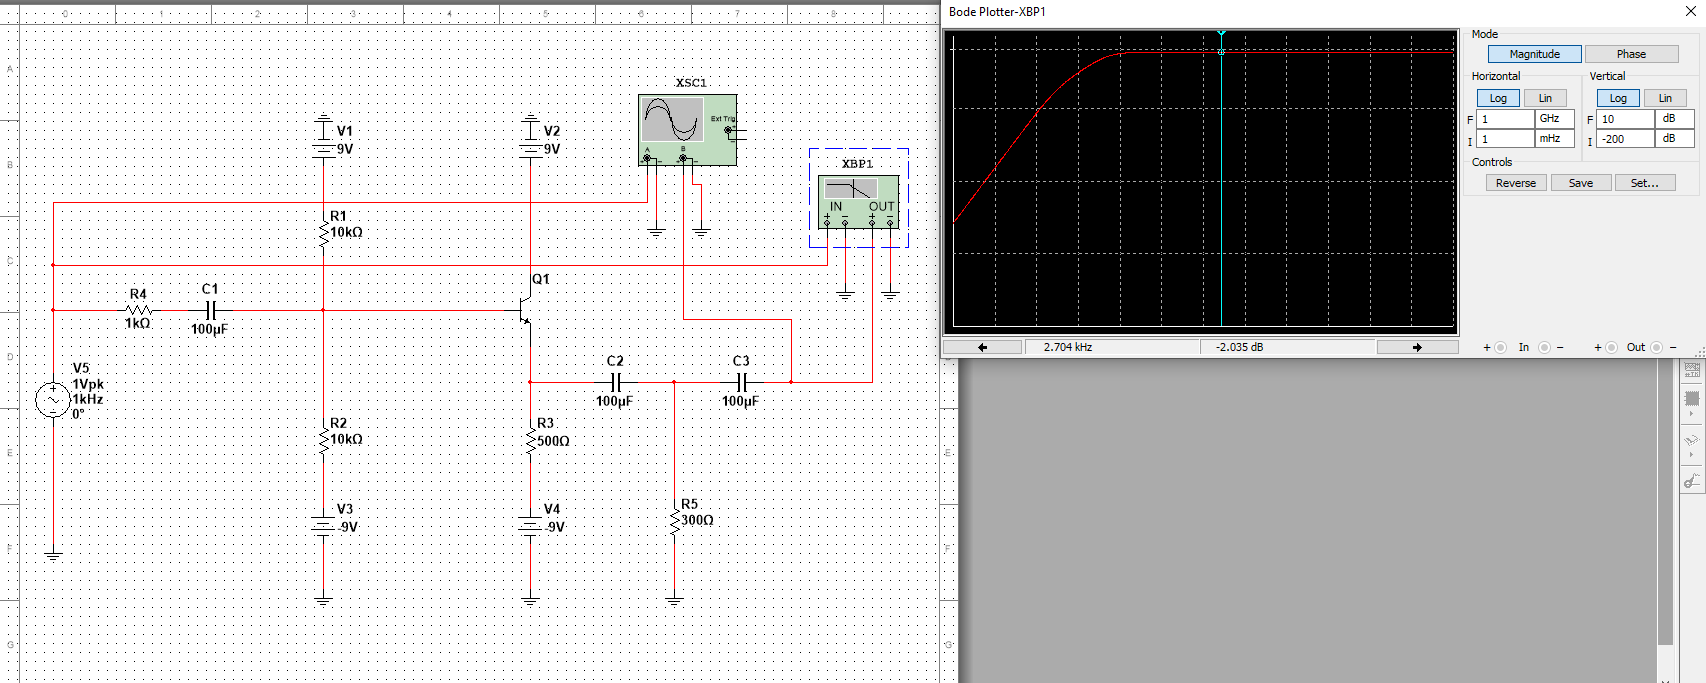 Bode Plotter-XBP1
Mode
Magnitude
Phase
Horizontal
Vertical
Log
Lin
Log
Lin
F
1
GHz
F
10
dB
I
1
mHz
I
-200
dB
Controls
Reverse
Save
Set...
2.704 kHz
-2.035 dB
+
In
−
+
Out
−
0
1
2
3
4
5
6
7
8
A
B
C
D
E
F
G
E
F
G
XSC1
Ext Trig
+
−
A
B
+
−
+
−
V1
9V
V2
9V
XBP1
IN
OUT
+
−
+
−
R1
10kΩ
Q1
R4
1kΩ
C1
100µF
V5
1Vpk
1kHz
0°
C2
100µF
C3
100µF
R2
10kΩ
R3
500Ω
V3
-9V
V4
-9V
R5
300Ω